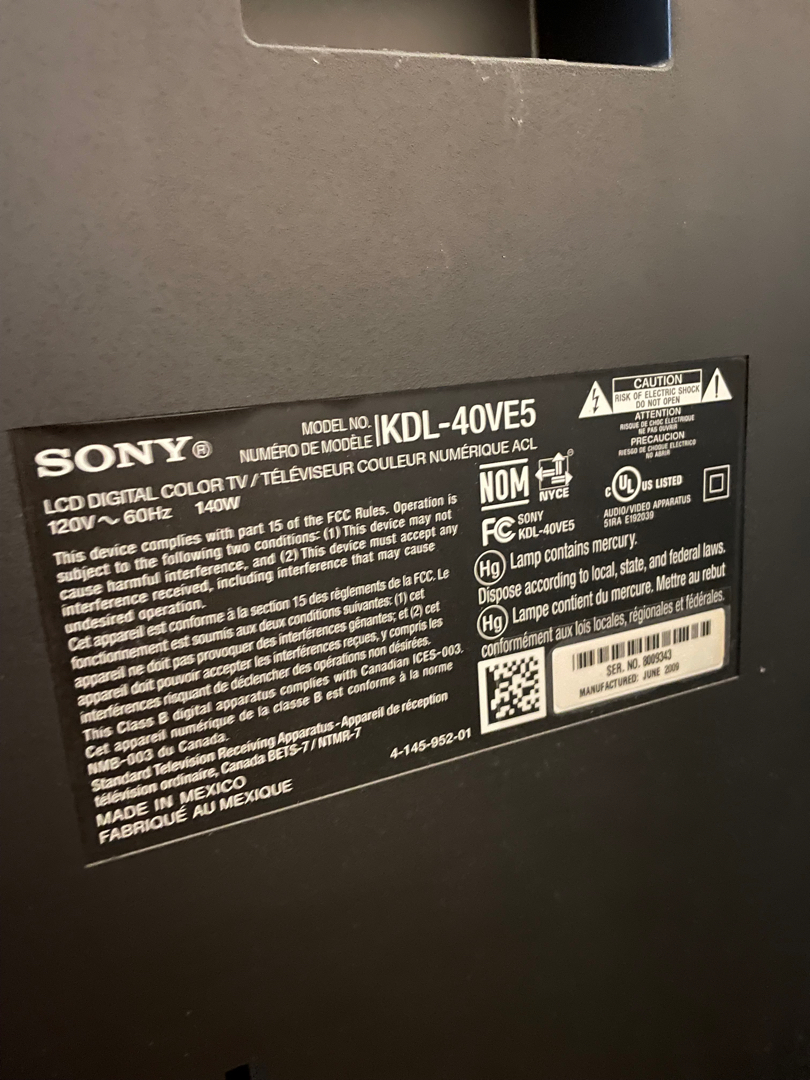 SONY®
MODEL NO.
NUMÉRO DE MODÈLE
KDL-40VE5
LCD DIGITAL COLOR TV / TÉLÉVISEUR COULEUR NUMÉRIQUE ACL
120V~ 60Hz 140W
This device complies with part 15 of the FCC Rules. Operation is
subject to the following two conditions: (1) This device may not
cause harmful interference, and (2) This device must accept any
interference received, including interference that may cause
undesired operation.
Cet appareil est conforme à la section 15 des réglements de la FCC. Le
fonctionnement est soumis aux deux conditions suivantes: (1) cet
appareil ne doit pas provoquer des interférences gênantes; et (2) cet
appareil doit pouvoir accepter les interférences reçues, y compris les
interférences risquant de déclencher des opérations non désirées.
This Class B digital apparatus complies with Canadian ICES-003.
Cet appareil numérique de la classe B est conforme à la norme
NMB-003 du Canada.
Standard Television Receiving Apparatus - Appareil de réception
télévision ordinaire, Canada BETS-7 / NTMR-7
MADE IN MEXICO
FABRIQUÉ AU MEXIQUE
4-145-952-01
CAUTION
RISK OF ELECTRIC SHOCK
DO NOT OPEN
ATTENTION
RISQUE DE CHOC ÉLECTRIQUE
NE PAS OUVRIR
PRECAUCION
RIESGO DE CHOQUE ELÉCTRICO
NO ABRIR
NOM
NYCE
c UL US LISTED
AUDIO/VIDEO APPARATUS
51RA E192039
FC
SONY
KDL-40VE5
Hg Lamp contains mercury.
Dispose according to local, state, and federal laws.
Hg Lampe contient du mercure. Mettre au rebut
conformément aux lois locales, régionales et fédérales.
SER. NO. 8009343
MANUFACTURED: JUNE 2009